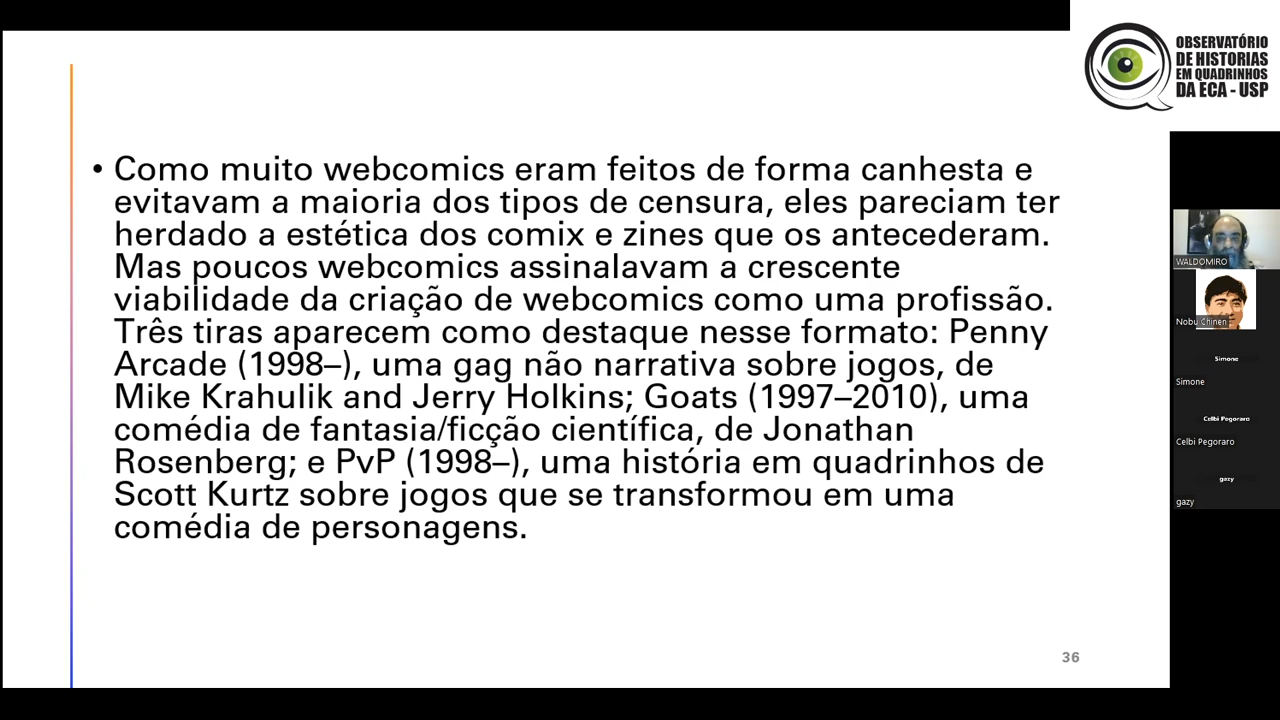 OBSERVATÓRIO
DE HISTORIAS
EM QUADRINHOS
DA ECA - USP
• Como muito webcomics eram feitos de forma canhesta e
evitavam a maioria dos tipos de censura, eles pareciam ter
herdado a estética dos comix e zines que os antecederam.
Mas poucos webcomics assinalavam a crescente
viabilidade da criação de webcomics como uma profissão.
Três tiras aparecem como destaque nesse formato: Penny
Arcade (1998–), uma gag não narrativa sobre jogos, de
Mike Krahulik and Jerry Holkins; Goats (1997–2010), uma
comédia de fantasia/ficção científica, de Jonathan
Rosenberg; e PvP (1998–), uma história em quadrinhos de
Scott Kurtz sobre jogos que se transformou em uma
comédia de personagens.
36
WALDOMIRO
Nobu Chinen
Simone
Simone
Celbi Pegoraro
Celbi Pegoraro
gazy
gazy